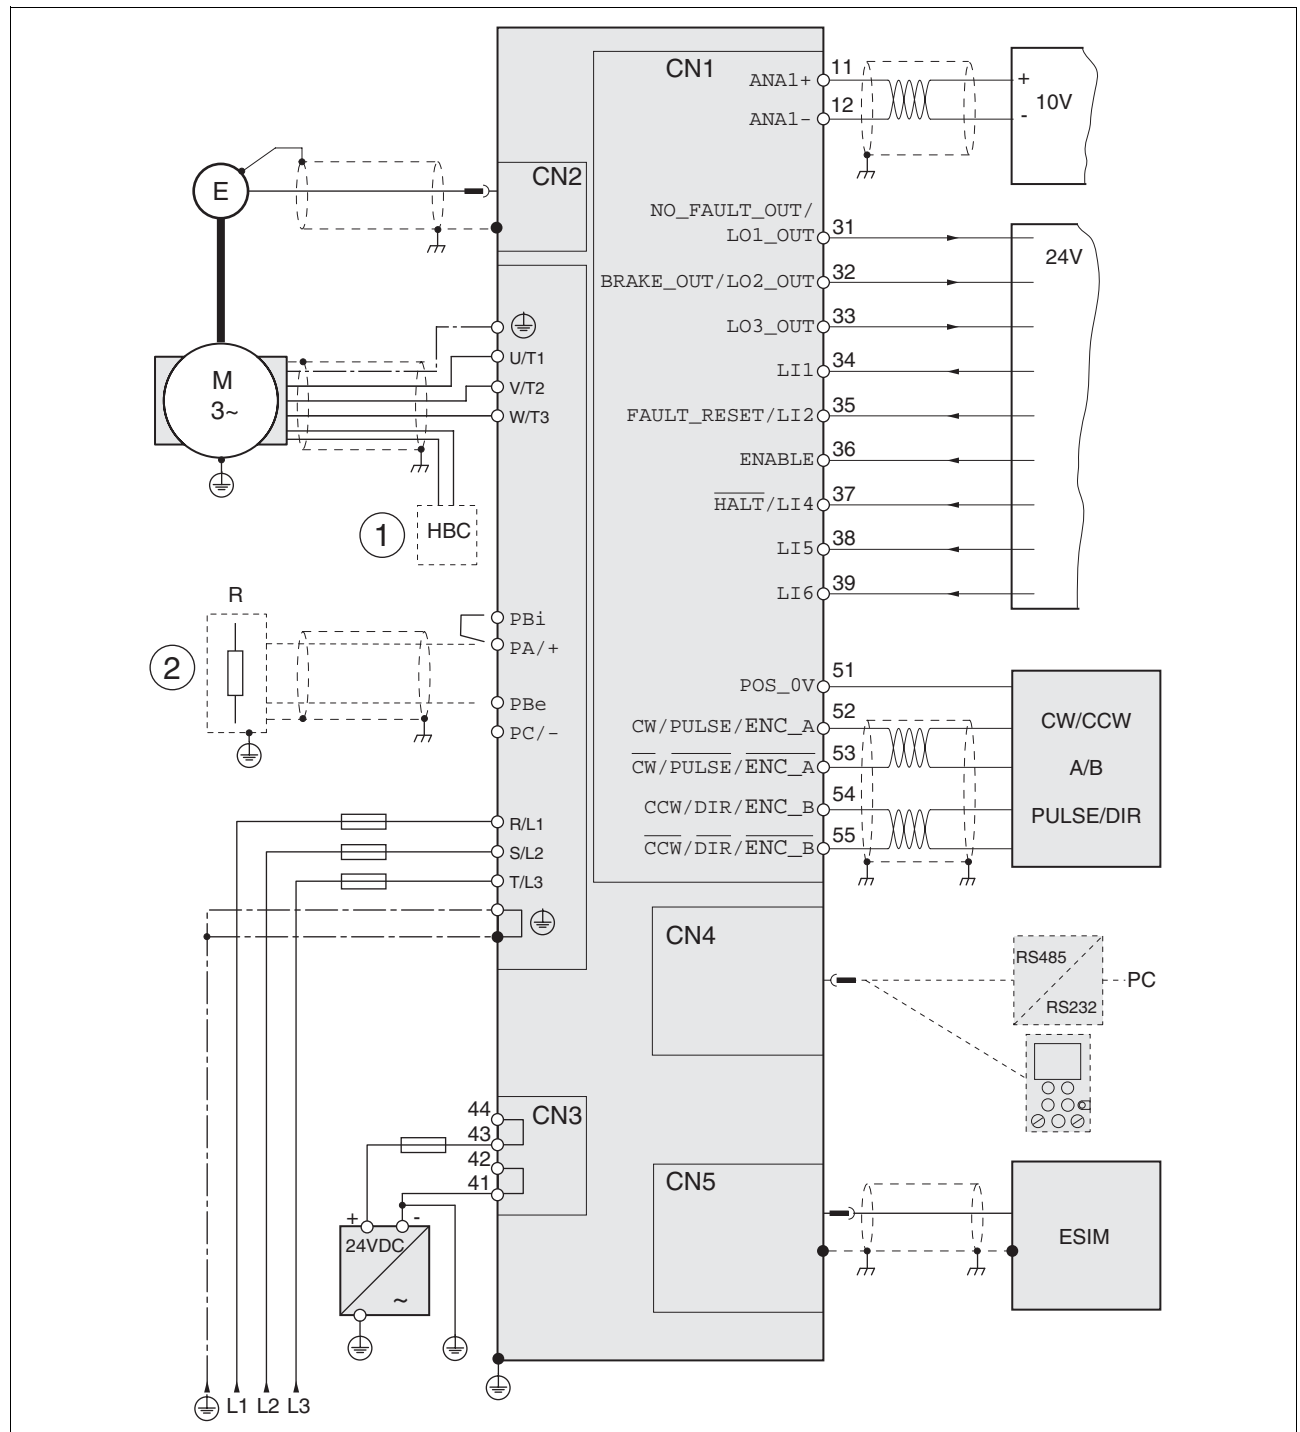 CN1
ANA1+ 11
ANA1- 12
+
10V
-
E
CN2
NO_FAULT_OUT/
LO1_OUT 31
24V
BRAKE_OUT/LO2_OUT 32
LO3_OUT 33
LI1 34
FAULT_RESET/LI2 35
ENABLE 36
HALT/LI4 37
LI5 38
LI6 39
U/T1
V/T2
W/T3
M
3~
1
HBC
R
2
PBi
PA/+
PBe
PC/-
POS_0V 51
CW/PULSE/ENC_A 52
CW/PULSE/ENC_A 53
CCW/DIR/ENC_B 54
CCW/DIR/ENC_B 55
CW/CCW
A/B
PULSE/DIR
R/L1
S/L2
T/L3
CN4
RS485
RS232
PC
CN3
44
43
42
41
+
-
24VDC
~
CN5
ESIM
L1 L2 L3